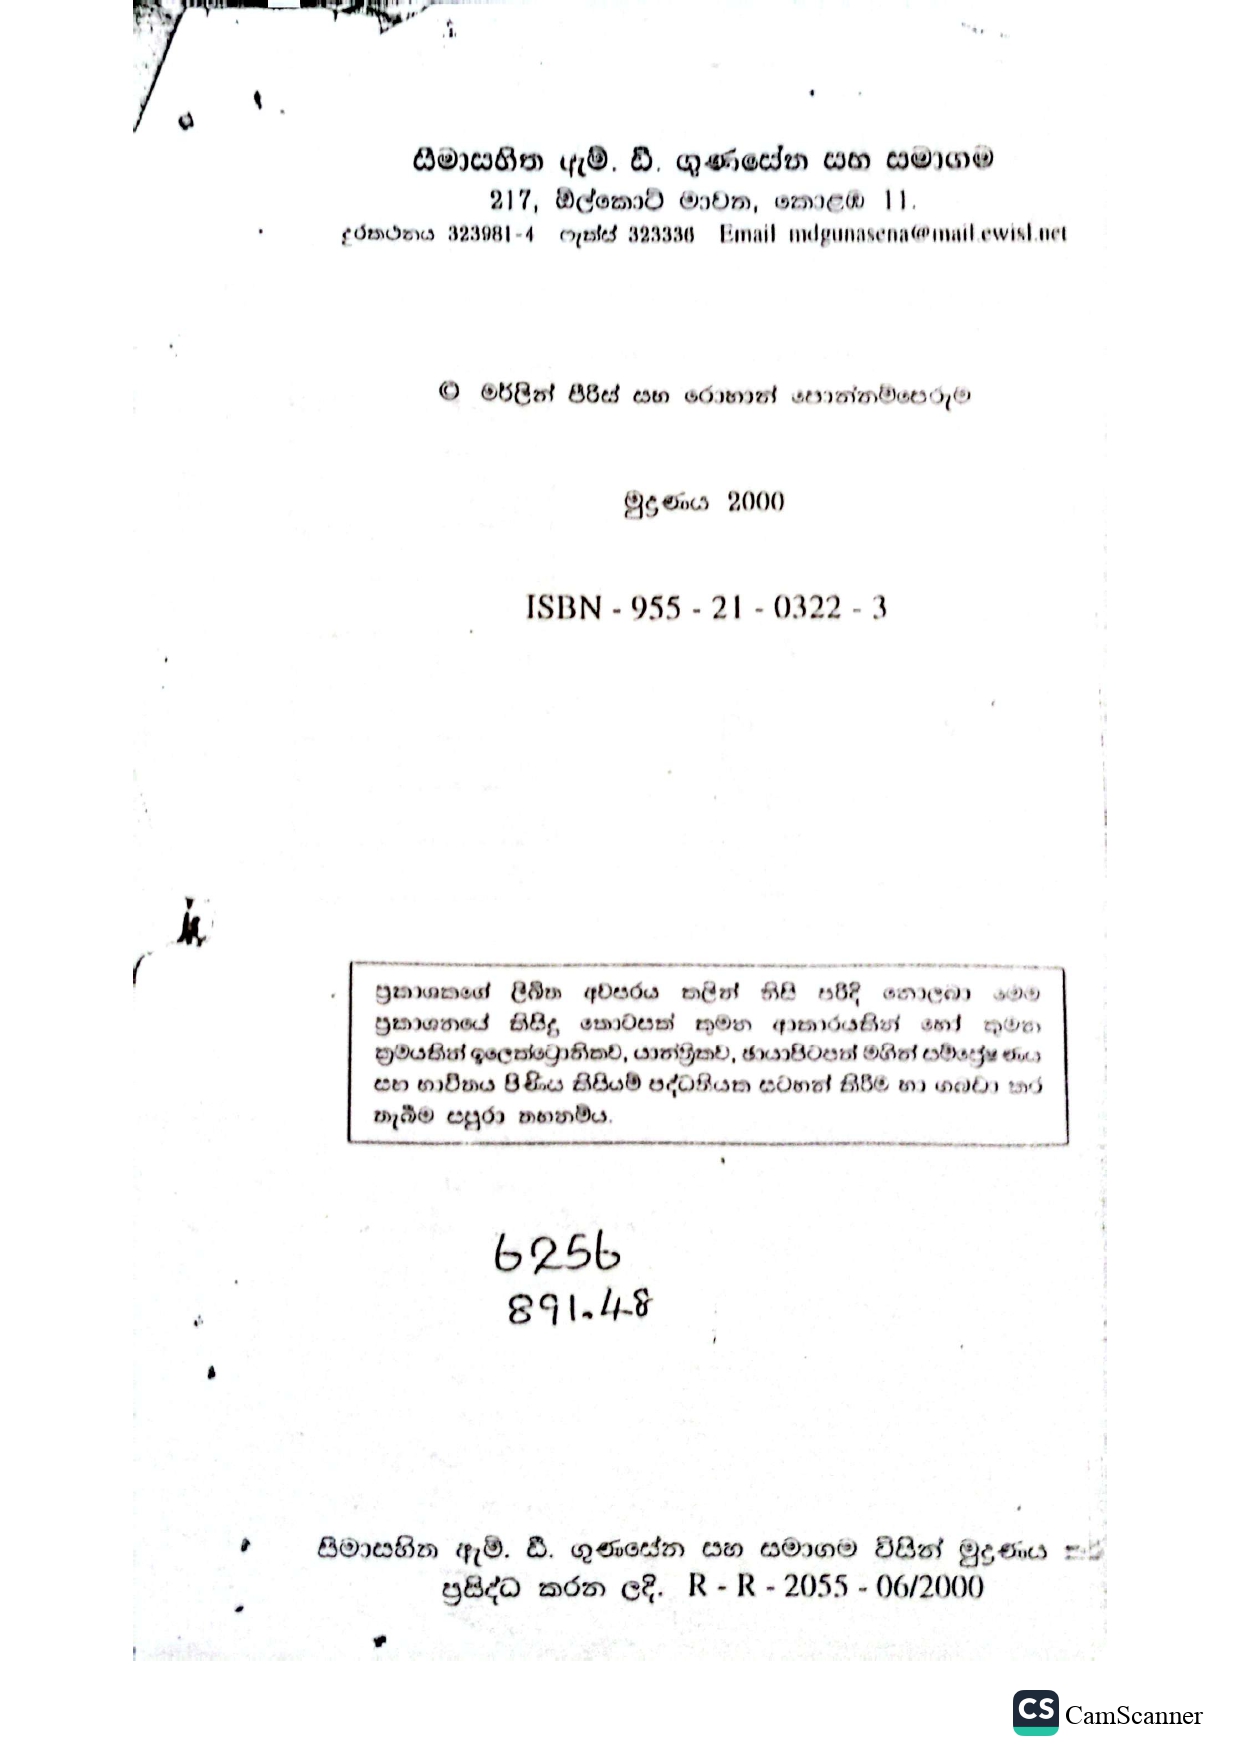 සීමාසහිත ඇම්. ඩී. ගුණසේන සහ සමාගම
217, ඕල්කොට් මාවත, කොළඹ 11.
දුරකථනය 323981-4 ෆැක්ස් 323336 Email mdgunasena@mail.ewisl.net
© මර්ලින් පීරිස් සහ රොහාන් පොන්නම්පෙරුම
මුද්‍රණය 2000
ISBN - 955 - 21 - 0322 - 3
ප්‍රකාශකගේ ලිඛිත අවසරය කලින් නිසි පරිදි නොලබා මෙම
ප්‍රකාශනයේ කිසිදු කොටසක් කුමන ආකාරයකින් හෝ කුමන
ක්‍රමයකින් ඉලෙක්ට්‍රොනිකව, යාන්ත්‍රිකව, ඡායාපිටපත් මගින් සම්ප්‍රේෂණය
සහ භාවිතය පිණිස කිසියම් පද්ධතියක සටහන් කිරීම හා ගබඩා කර
තැබීම සපුරා තහනම්ය.
6256
891.48
සීමාසහිත ඇම්. ඩී. ගුණසේන සහ සමාගම විසින් මුද්‍රණය
ප්‍රසිද්ධ කරන ලදී. R - R - 2055 - 06/2000
CS CamScanner